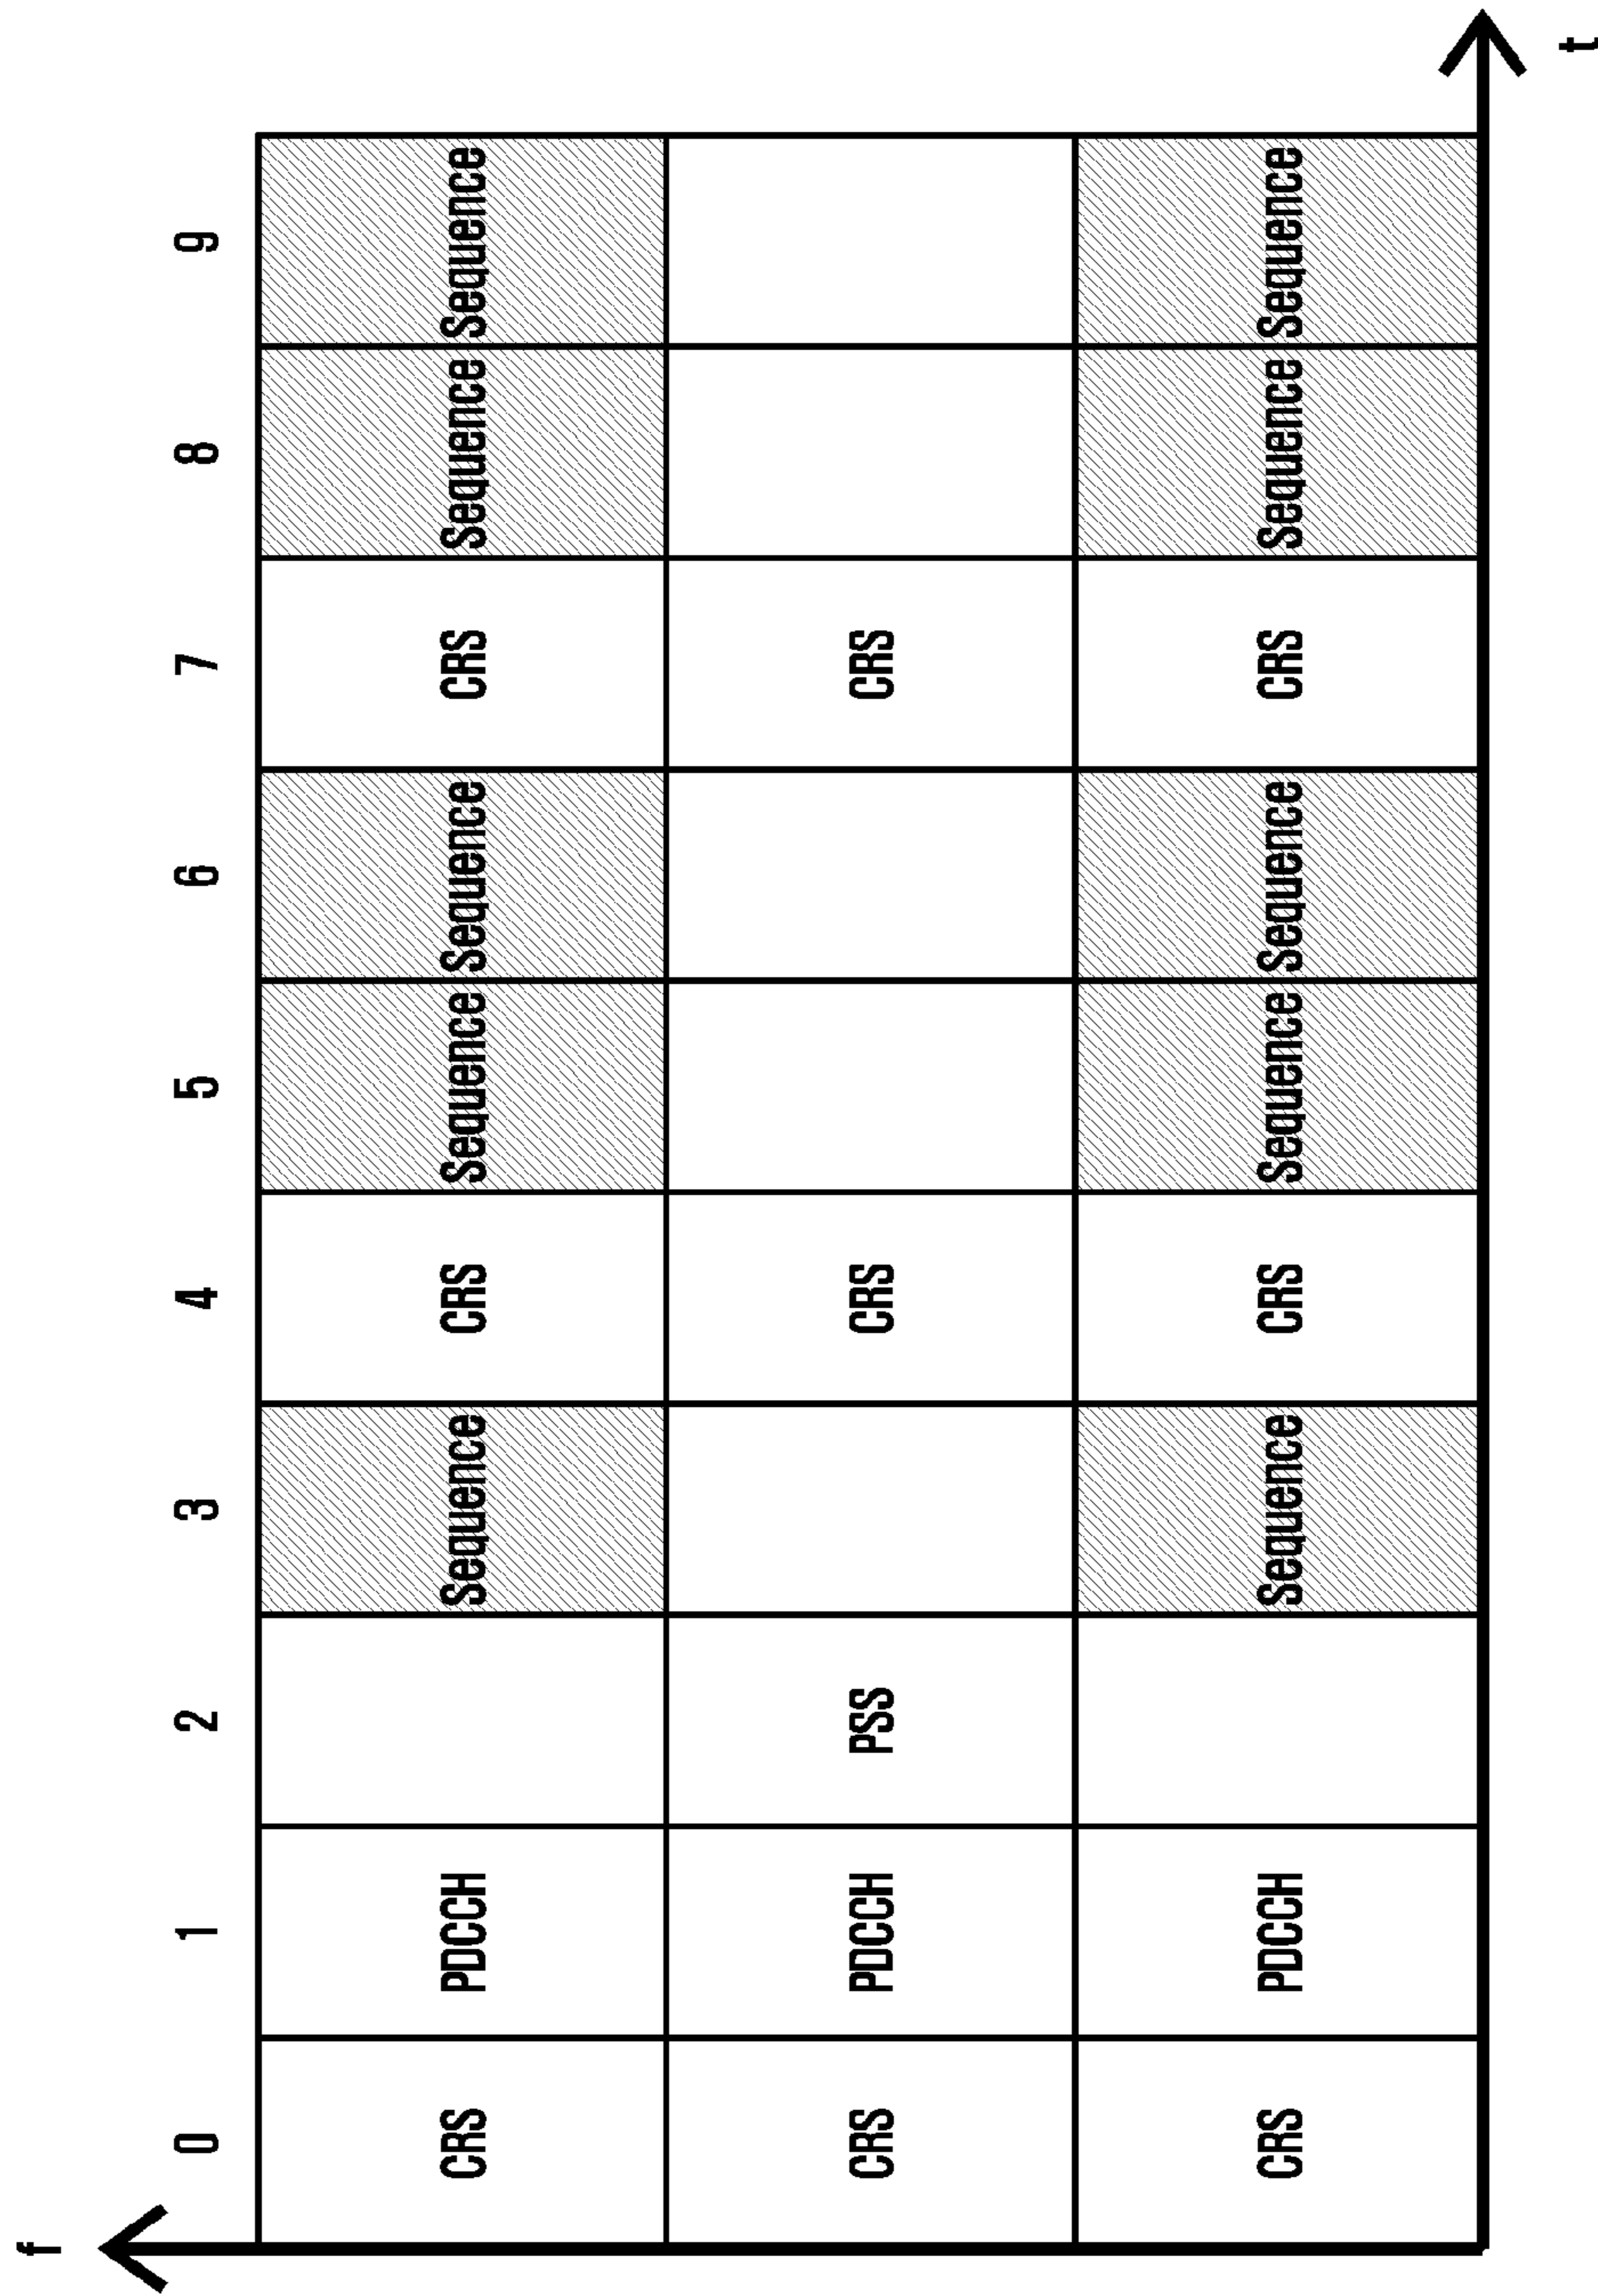 f
0 1 2 3 4 5 6 7 8 9
CRS PDCCH Sequence CRS Sequence Sequence CRS Sequence Sequence
CRS PDCCH PSS CRS CRS
CRS PDCCH Sequence CRS Sequence Sequence CRS Sequence Sequence
t